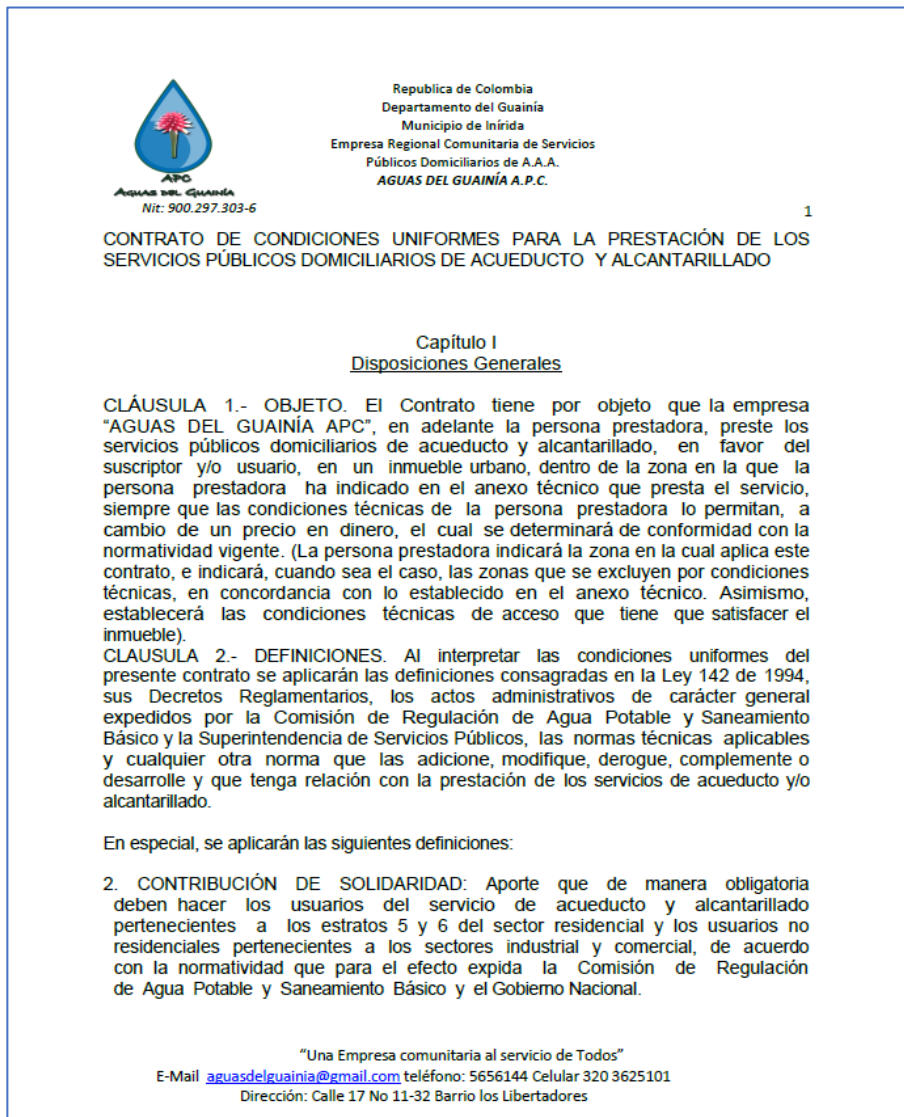 Republica de Colombia
Departamento del Guainía
Municipio de Inírida
Empresa Regional Comunitaria de Servicios
Públicos Domiciliarios de A.A.A.
AGUAS DEL GUAINÍA A.P.C.
APC
AGUAS DEL GUAINÍA
Nit: 900.297.303-6
1
CONTRATO DE CONDICIONES UNIFORMES PARA LA PRESTACIÓN DE LOS
SERVICIOS PÚBLICOS DOMICILIARIOS DE ACUEDUCTO Y ALCANTARILLADO
Capítulo I
Disposiciones Generales
CLÁUSULA 1.- OBJETO. El Contrato tiene por objeto que la empresa
“AGUAS DEL GUAINÍA APC”, en adelante la persona prestadora, preste los
servicios públicos domiciliarios de acueducto y alcantarillado, en favor del
suscriptor y/o usuario, en un inmueble urbano, dentro de la zona en la que la
persona prestadora ha indicado en el anexo técnico que presta el servicio,
siempre que las condiciones técnicas de la persona prestadora lo permitan, a
cambio de un precio en dinero, el cual se determinará de conformidad con la
normatividad vigente. (La persona prestadora indicará la zona en la cual aplica este
contrato, e indicará, cuando sea el caso, las zonas que se excluyen por condiciones
técnicas, en concordancia con lo establecido en el anexo técnico. Asimismo,
establecerá las condiciones técnicas de acceso que tiene que satisfacer el
inmueble).
CLAUSULA 2.- DEFINICIONES. Al interpretar las condiciones uniformes del
presente contrato se aplicarán las definiciones consagradas en la Ley 142 de 1994,
sus Decretos Reglamentarios, los actos administrativos de carácter general
expedidos por la Comisión de Regulación de Agua Potable y Saneamiento
Básico y la Superintendencia de Servicios Públicos, las normas técnicas aplicables
y cualquier otra norma que las adicione, modifique, derogue, complemente o
desarrolle y que tenga relación con la prestación de los servicios de acueducto y/o
alcantarillado.
En especial, se aplicarán las siguientes definiciones:
2. CONTRIBUCIÓN DE SOLIDARIDAD: Aporte que de manera obligatoria
deben hacer los usuarios del servicio de acueducto y alcantarillado
pertenecientes a los estratos 5 y 6 del sector residencial y los usuarios no
residenciales pertenecientes a los sectores industrial y comercial, de acuerdo
con la normatividad que para el efecto expida la Comisión de Regulación
de Agua Potable y Saneamiento Básico y el Gobierno Nacional.
“Una Empresa comunitaria al servicio de Todos”
E-Mail aguasdelguainia@gmail.com teléfono: 5656144 Celular 320 3625101
Dirección: Calle 17 No 11-32 Barrio los Libertadores